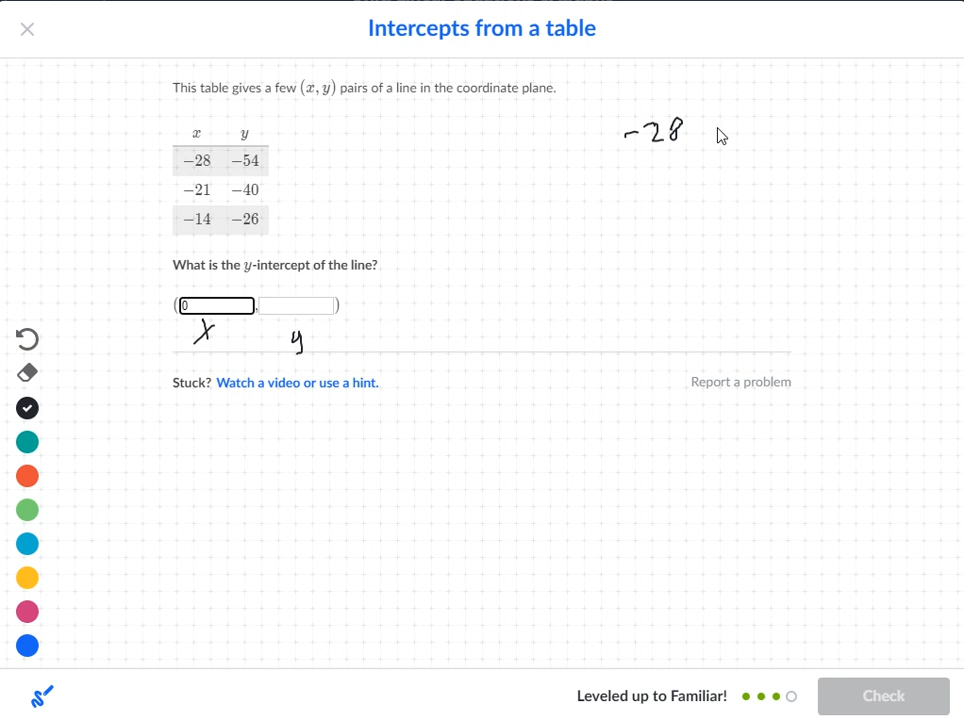 Intercepts from a table
This table gives a few (x, y) pairs of a line in the coordinate plane.
x y
−28 −54
−21 −40
−14 −26
-28
What is the y-intercept of the line?
(0, )
x y
Stuck? Watch a video or use a hint.
Report a problem
Leveled up to Familiar!
Check